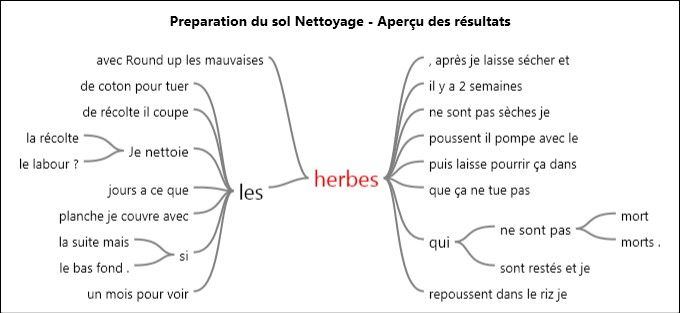 Preparation du sol Nettoyage - Aperçu des résultats
avec Round up les mauvaises
de coton pour tuer
de récolte il coupe
la récolte
le labour ?
Je nettoie
jours a ce que
planche je couvre avec
la suite mais
le bas fond .
si
un mois pour voir
les
herbes
, après je laisse sécher et
il y a 2 semaines
ne sont pas sèches je
poussent il pompe avec le
puis laisse pourrir ça dans
que ça ne tue pas
qui
ne sont pas
mort
morts .
sont restés et je
repoussent dans le riz je